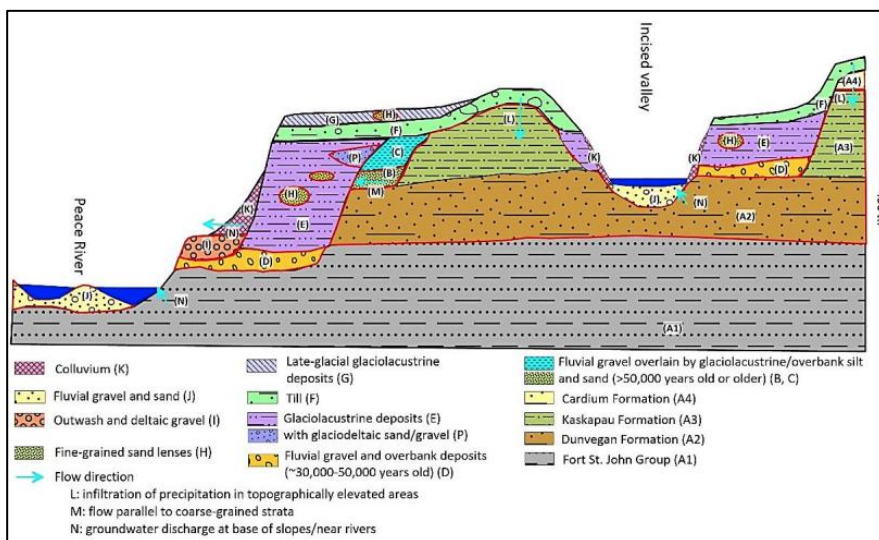 Incised valley
(A4)
(L)
(G)
(H)
(F)
(L)
(F)
(C)
(P)
(E)
(A3)
(K)
(K)
(H)
(B)
(H)
(M)
(D)
(K)
(J)
(N)
(A2)
Peace River
(N)
(E)
(I)
(D)
(J)
(N)
(A1)
Colluvium (K)
Fluvial gravel and sand (J)
Outwash and deltaic gravel (I)
Fine-grained sand lenses (H)
Flow direction
L: infiltration of precipitation in topographically elevated areas
M: flow parallel to coarse-grained strata
N: groundwater discharge at base of slopes/near rivers
Late-glacial glaciolacustrine
deposits (G)
Till (F)
Glaciolacustrine deposits (E)
with glaciodeltaic sand/gravel (P)
Fluvial gravel and overbank deposits
(~30,000-50,000 years old) (D)
Fluvial gravel overlain by glaciolacustrine/overbank silt
and sand (>50,000 years old or older) (B, C)
Cardium Formation (A4)
Kaskapau Formation (A3)
Dunvegan Formation (A2)
Fort St. John Group (A1)